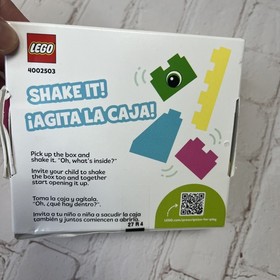 LEGO
4002503
SHAKE IT!
¡AGITA LA CAJA!
Pick up the box and
shake it. "Oh, what's inside?"
Invite your child to shake
the box too and together
start opening it up.
Toma la caja y agítala.
"Oh, ¿qué hay dentro?".
Invita a tu niño o niña a sacudir la caja
también y juntos comiencen a abrirla.
27 R 4